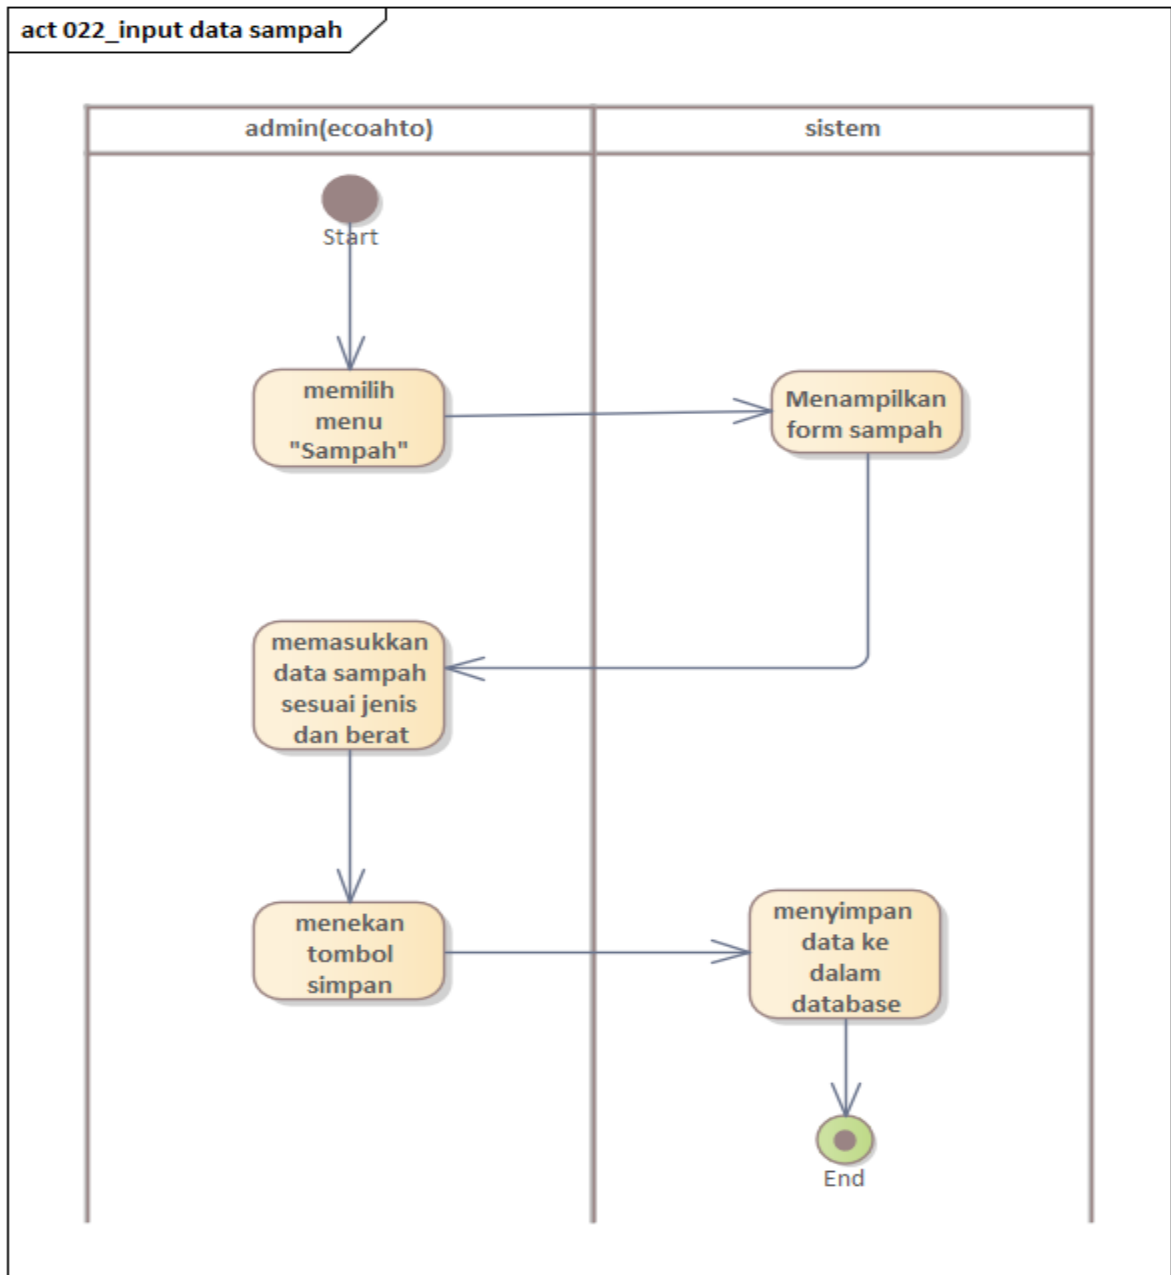 act 022_input data sampah
admin(ecoahto)
sistem
Start
memilih
menu
"Sampah"
Menampilkan
form sampah
memasukkan
data sampah
sesuai jenis
dan berat
menekan
tombol
simpan
menyimpan
data ke
dalam
database
End